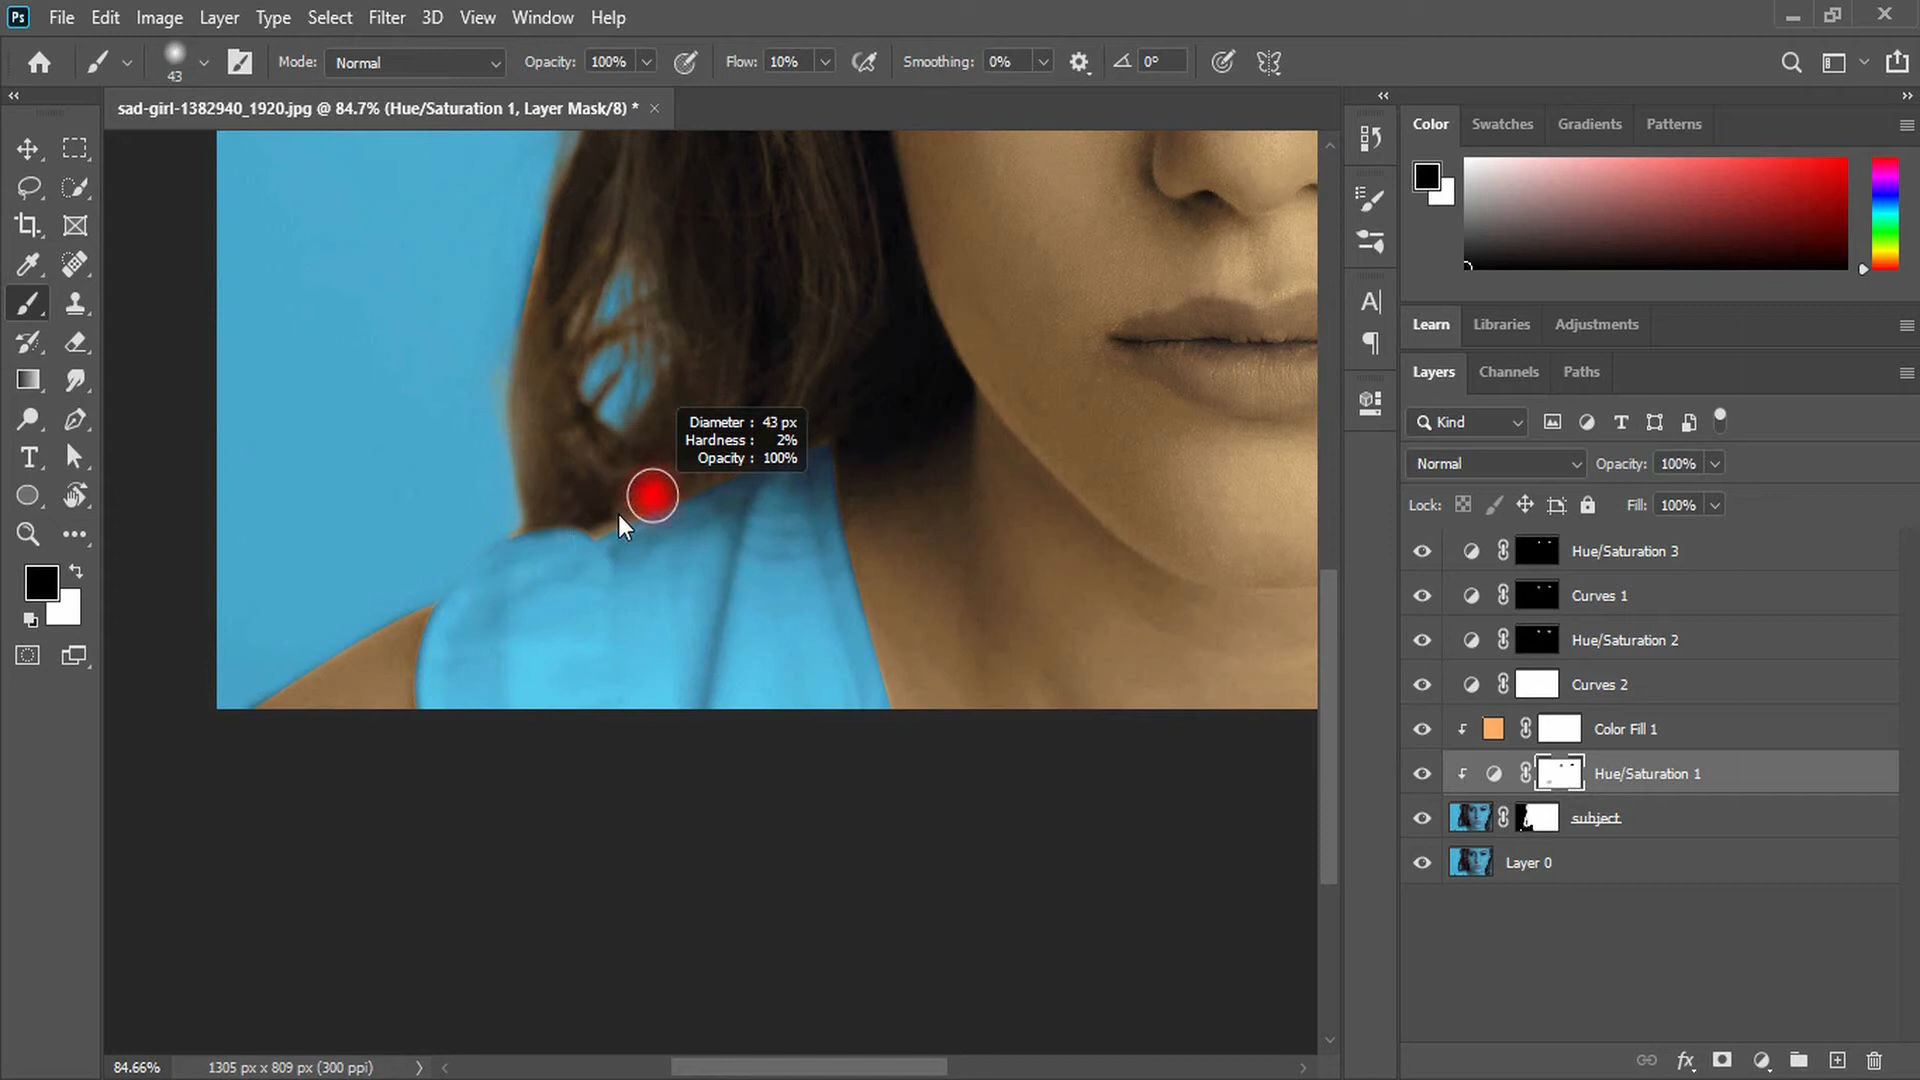 Ps File Edit Image Layer Type Select Filter 3D View Window Help
43 Mode: Normal Opacity: 100% Flow: 10% Smoothing: 0% 0°
sad-girl-1382940_1920.jpg @ 84.7% (Hue/Saturation 1, Layer Mask/8) *
Color Swatches Gradients Patterns
Learn Libraries Adjustments
Layers Channels Paths
Kind
Normal Opacity: 100%
Lock: Fill: 100%
Hue/Saturation 3
Curves 1
Hue/Saturation 2
Curves 2
Color Fill 1
Hue/Saturation 1
subject
Layer 0
Diameter : 43 px
Hardness : 2%
Opacity : 100%
84.66% 1305 px x 809 px (300 ppi)